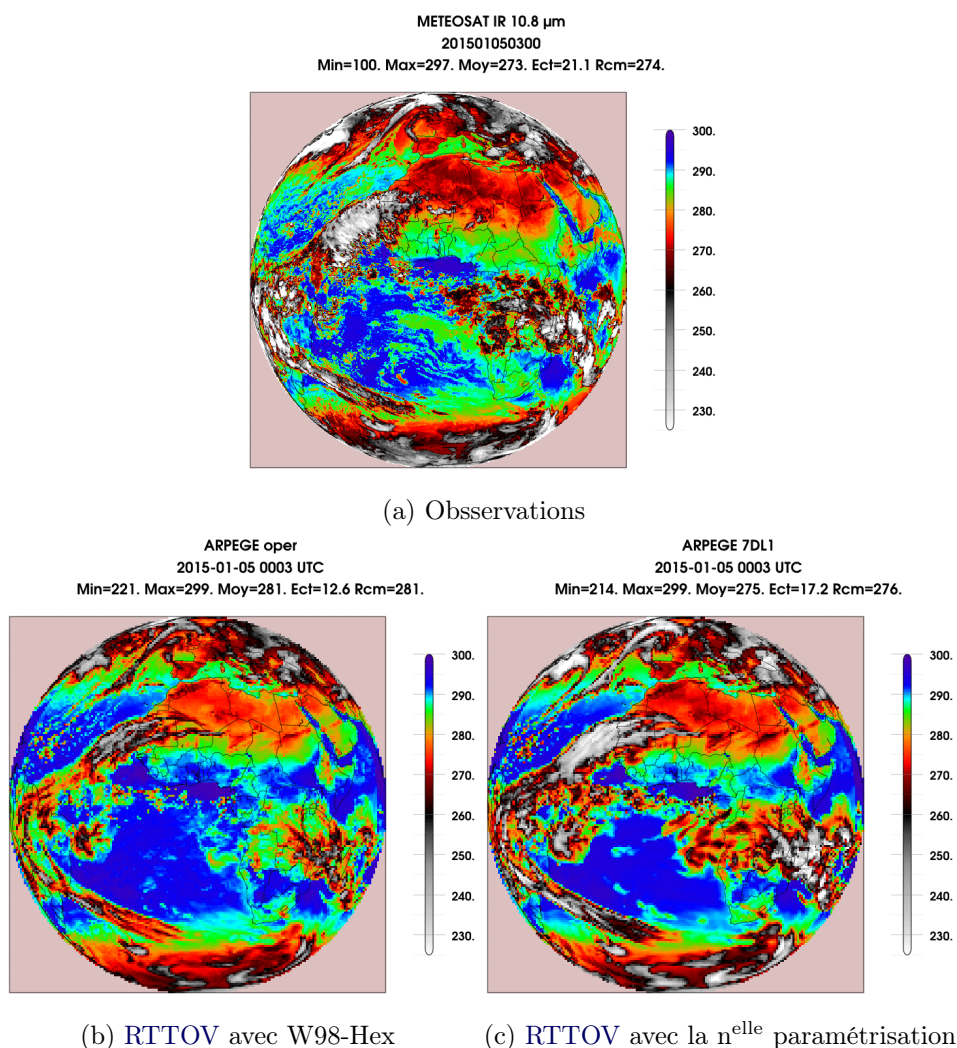 METEOSAT IR 10.8 µm
201501050300
Min=100. Max=297. Moy=273. Ect=21.1 Rcm=274.
300.
290.
280.
270.
260.
250.
240.
230.
(a) Obsservations
ARPEGE oper
2015-01-05 0003 UTC
Min=221. Max=299. Moy=281. Ect=12.6 Rcm=281.
300.
290.
280.
270.
260.
250.
240.
230.
(b) RTTOV avec W98-Hex
ARPEGE 7DL1
2015-01-05 0003 UTC
Min=214. Max=299. Moy=275. Ect=17.2 Rcm=276.
300.
290.
280.
270.
260.
250.
240.
230.
(c) RTTOV avec la n^elle paramétrisation